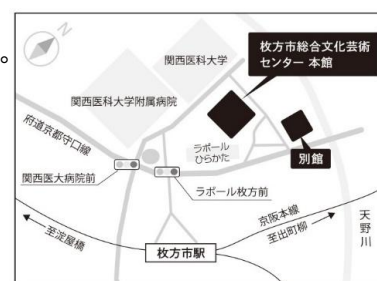 。
関西医科大学
枚方市総合文化芸術
センター 本館
関西医科大学附属病院
府道京都守口線
ラポール
ひらかた
別館
関西医大病院前
ラポール枚方前
京阪本線
至出町柳
天野川
至淀屋橋
枚方市駅